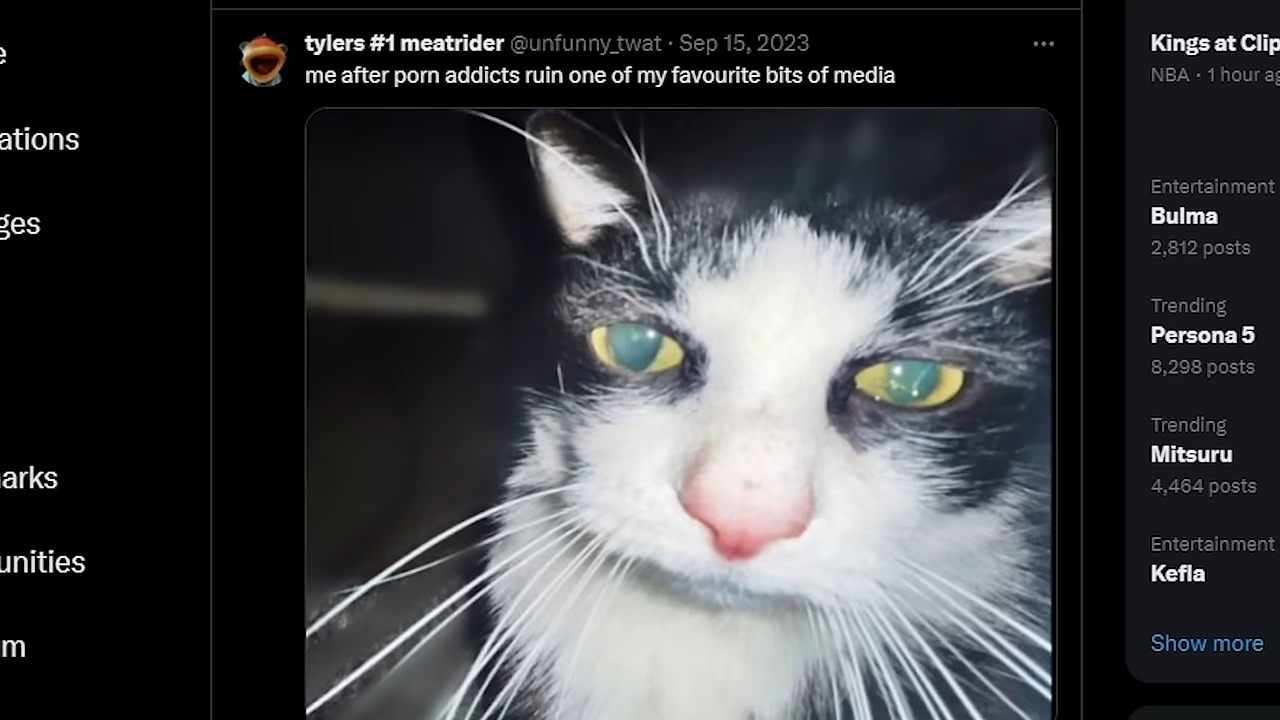 e
ations
ges
arks
unities
m
tylers #1 meatrider @unfunny_twat · Sep 15, 2023
me after porn addicts ruin one of my favourite bits of media
Kings at Clip
NBA · 1 hour ag
Entertainment
Bulma
2,812 posts
Trending
Persona 5
8,298 posts
Trending
Mitsuru
4,464 posts
Entertainment
Kefla
Show more